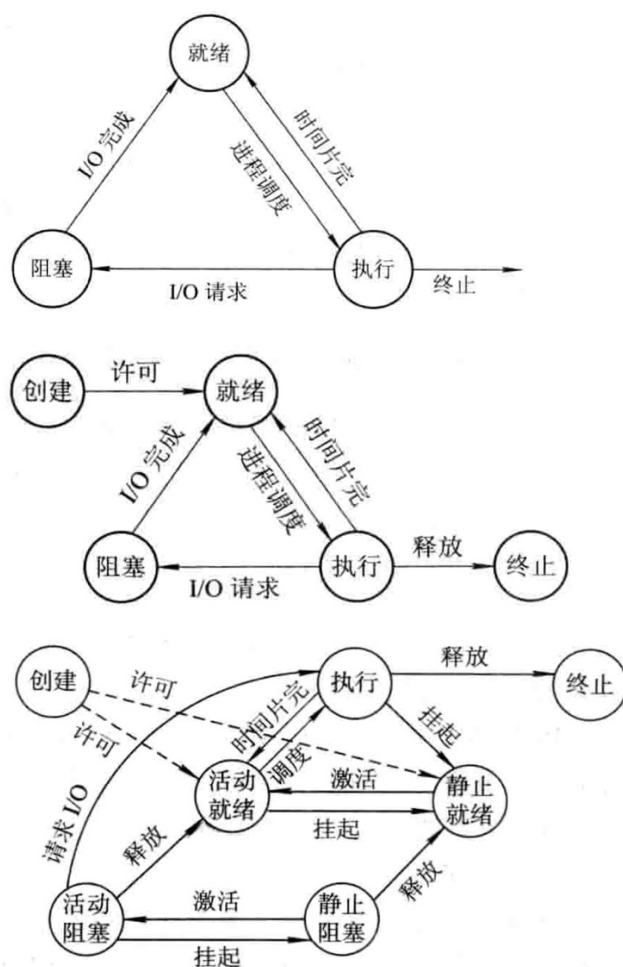 就绪
I/O 完成
进程调度
时间片完
阻塞
执行
I/O 请求
终止
创建
许可
就绪
I/O 完成
进程调度
时间片完
阻塞
I/O 请求
执行
释放
终止
创建
许可
许可
执行
释放
终止
时间片完
调度
挂起
请求 I/O
活动
就绪
激活
挂起
静止
就绪
释放
释放
活动
阻塞
激活
挂起
静止
阻塞